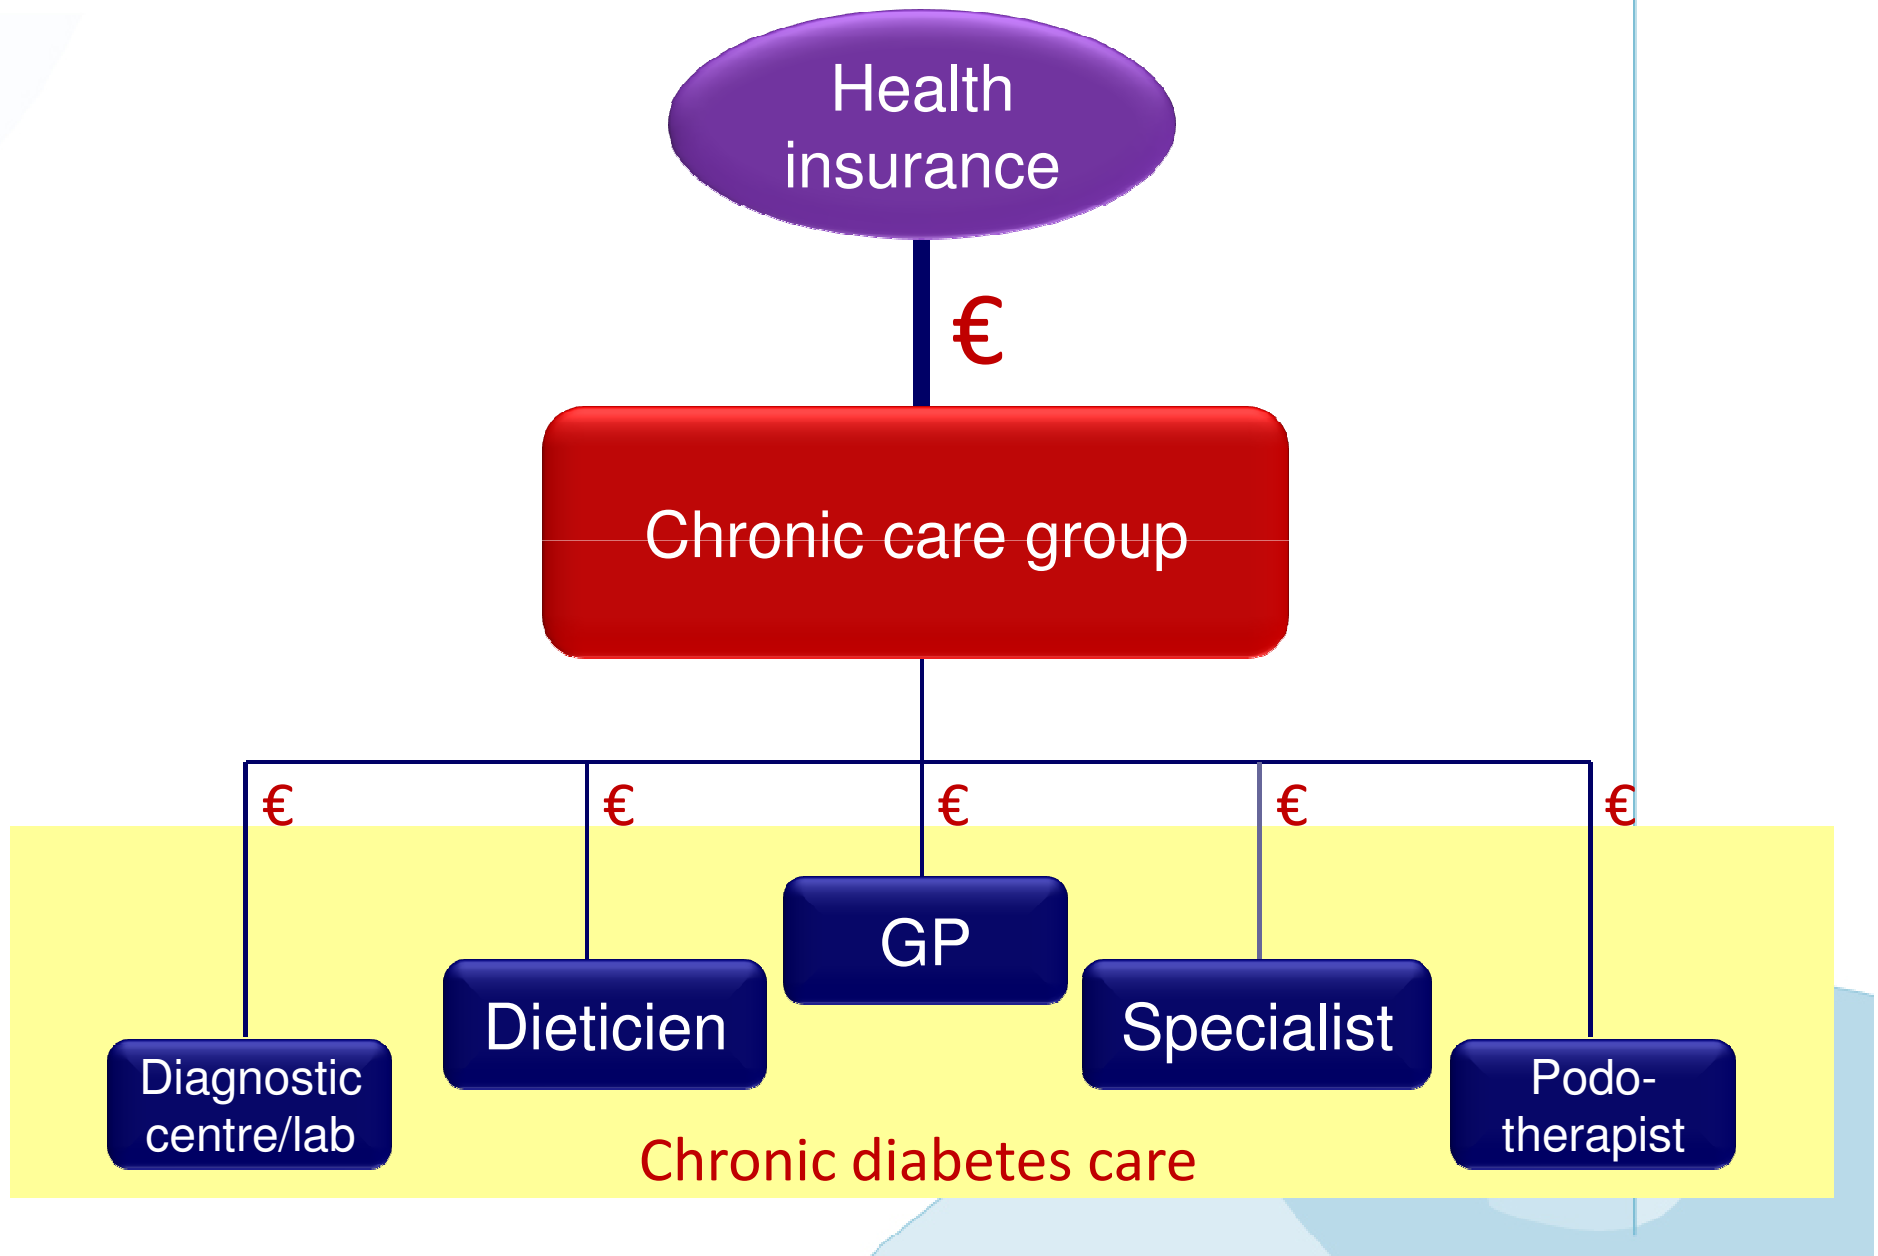 Health
insurance
€
Chronic care group
€ € € € €
GP
Dieticien
Specialist
Diagnostic
centre/lab
Podo-
therapist
Chronic diabetes care